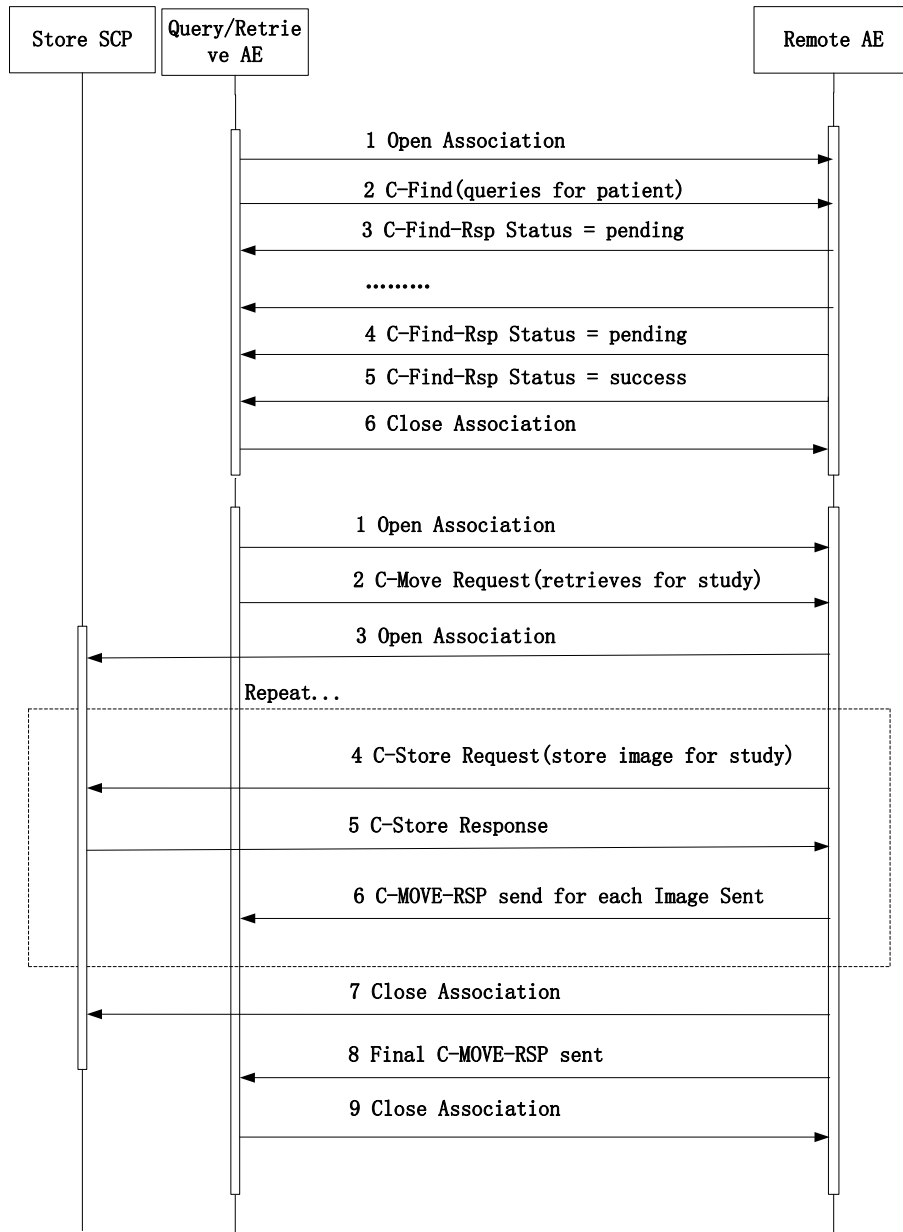 Store SCP
Query/Retrie
ve AE
Remote AE
1 Open Association
2 C-Find(queries for patient)
3 C-Find-Rsp Status = pending
………
4 C-Find-Rsp Status = pending
5 C-Find-Rsp Status = success
6 Close Association
1 Open Association
2 C-Move Request(retrieves for study)
3 Open Association
Repeat...
4 C-Store Request(store image for study)
5 C-Store Response
6 C-MOVE-RSP send for each Image Sent
7 Close Association
8 Final C-MOVE-RSP sent
9 Close Association